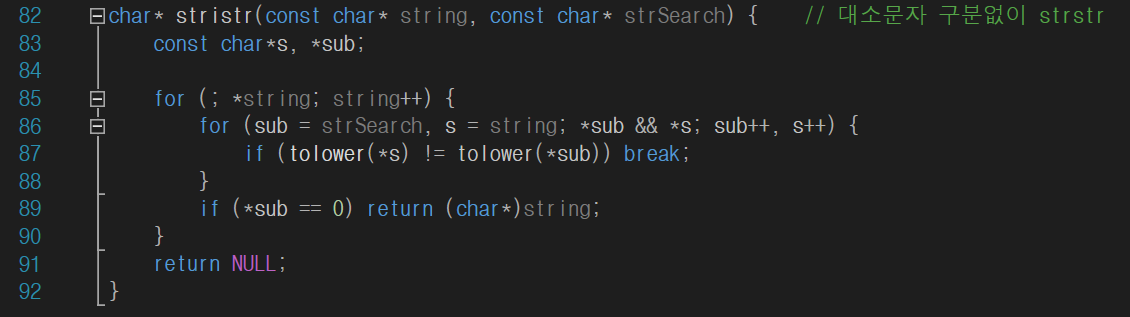 82 char* stristr(const char* string, const char* strSearch) { // 대소문자 구분없이 strstr
83 const char*s, *sub;
84
85 for (; *string; string++) {
86 for (sub = strSearch, s = string; *sub && *s; sub++, s++) {
87 if (tolower(*s) != tolower(*sub)) break;
88 }
89 if (*sub == 0) return (char*)string;
90 }
91 return NULL;
92 }